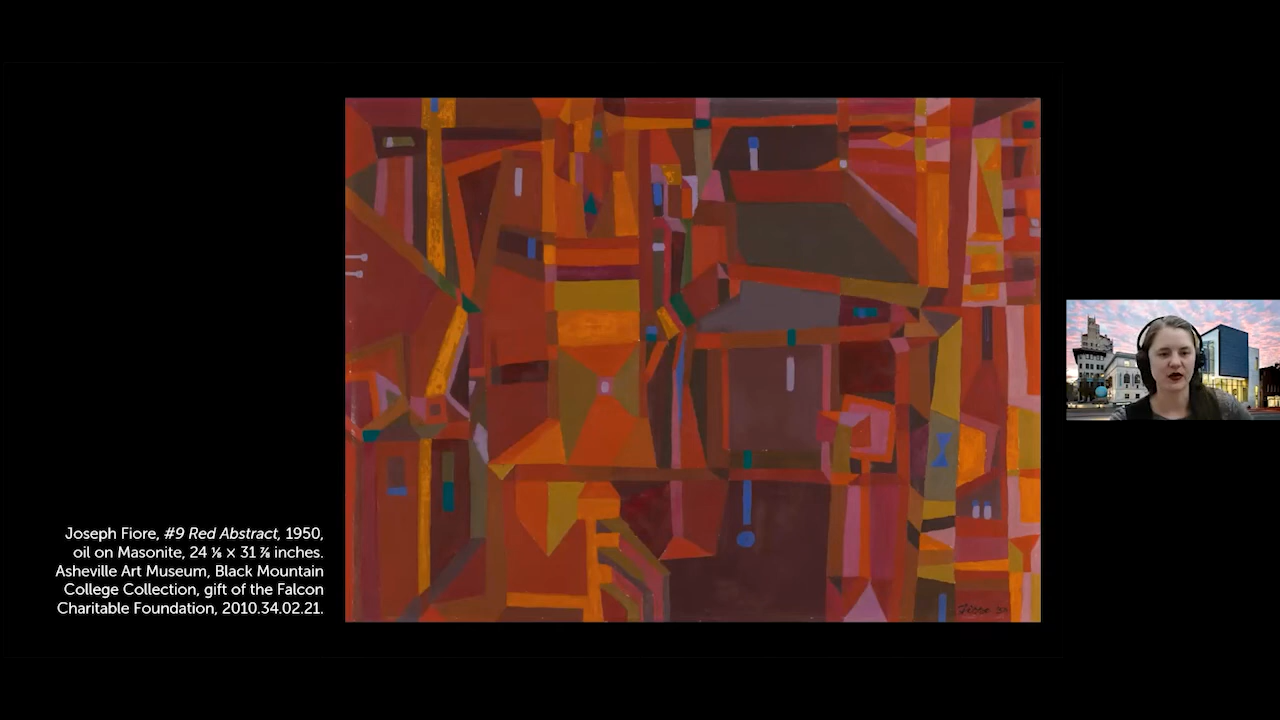 Joseph Fiore, #9 Red Abstract, 1950,
oil on Masonite, 24 ⅛ × 31 ⅞ inches.
Asheville Art Museum, Black Mountain
College Collection, gift of the Falcon
Charitable Foundation, 2010.34.02.21.